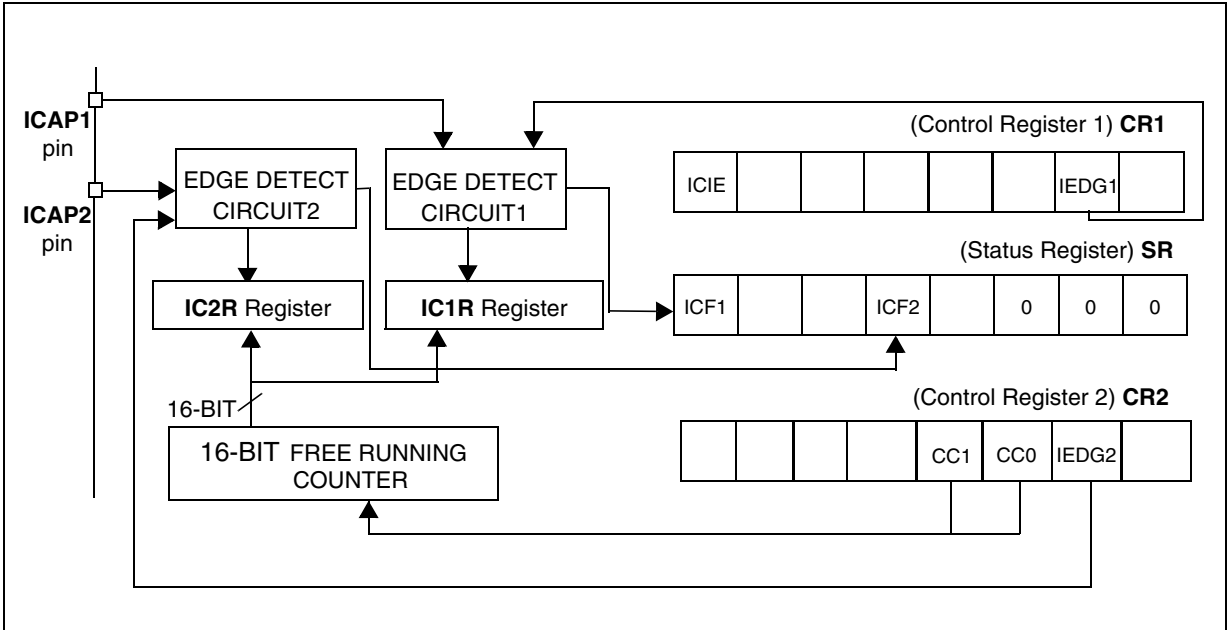 ICAP1
pin
ICAP2
pin
EDGE DETECT
CIRCUIT2
EDGE DETECT
CIRCUIT1
IC2R Register
IC1R Register
16-BIT
16-BIT FREE RUNNING
COUNTER
(Control Register 1) CR1
ICIE
IEDG1
(Status Register) SR
ICF1
ICF2
0
0
0
(Control Register 2) CR2
CC1
CC0
IEDG2